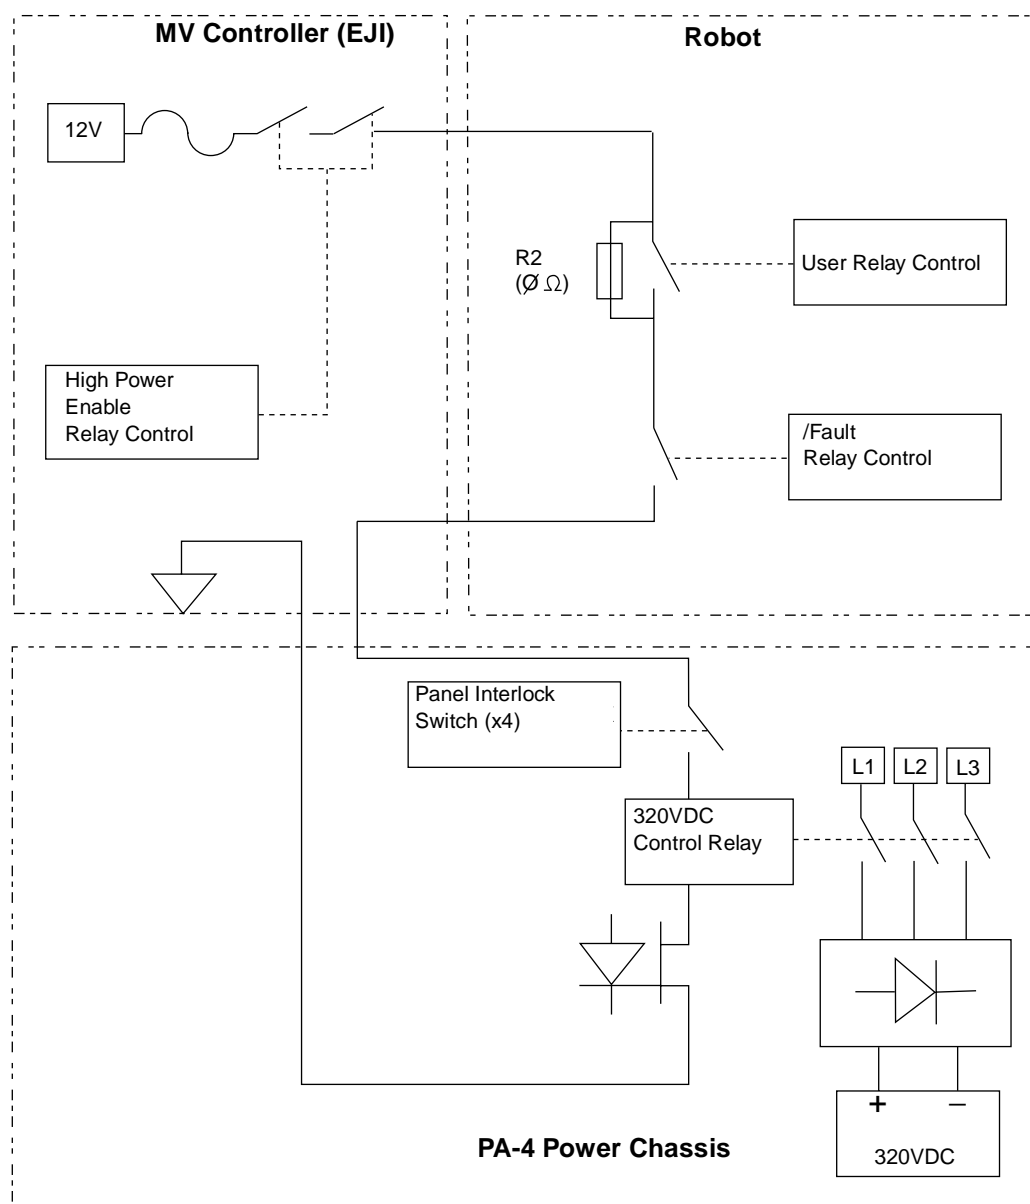 MV Controller (EJI)
Robot
12V
R2
(Ø Ω)
User Relay Control
High Power
Enable
Relay Control
/Fault
Relay Control
Panel Interlock
Switch (x4)
L1 L2 L3
320VDC
Control Relay
+ –
320VDC
PA-4 Power Chassis